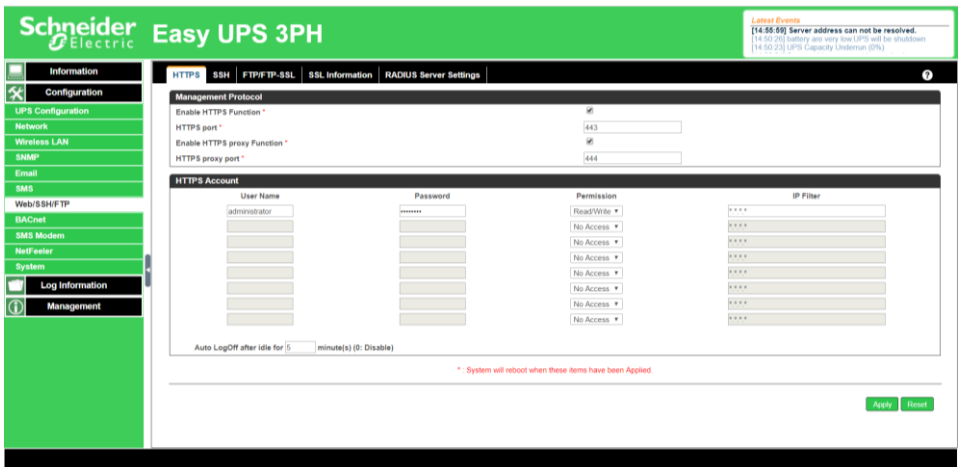 Schneider Electric
Easy UPS 3PH
Latest Events
[14:55:59] Server address can not be resolved.
[14:50:26] battery are very low UPS will be shutdown
[14:50:23] UPS Capacity Underrun (0%)
Information
Configuration
UPS Configuration
Network
Wireless LAN
SNMP
Email
SMS
Web/SSH/FTP
BACnet
SMS Modem
NetFeeler
System
Log Information
Management
HTTPS SSH FTP/FTP-SSL SSL Information RADIUS Server Settings ?
Management Protocol
Enable HTTPS Function *
HTTPS port * 443
Enable HTTPS proxy Function *
HTTPS proxy port * 444
HTTPS Account
User Name Password Permission IP Filter
administrator •••••••• Read/Write ▼ *.*.*.*
No Access ▼ *.*.*.*
No Access ▼ *.*.*.*
No Access ▼ *.*.*.*
No Access ▼ *.*.*.*
No Access ▼ *.*.*.*
No Access ▼ *.*.*.*
No Access ▼ *.*.*.*
Auto LogOff after idle for 5 minute(s) (0: Disable)
* : System will reboot when these items have been Applied.
Apply Reset